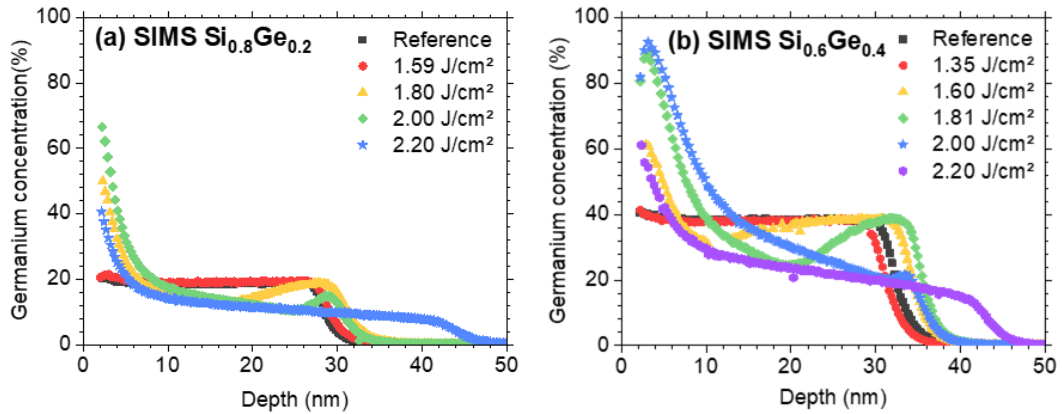 (a) SIMS Si0.8Ge0.2
Reference
1.59 J/cm²
1.80 J/cm²
2.00 J/cm²
2.20 J/cm²
Germanium concentration(%)
100
80
60
40
20
0
0 10 20 30 40 50
Depth (nm)
(b) SIMS Si0.6Ge0.4
Reference
1.35 J/cm²
1.60 J/cm²
1.81 J/cm²
2.00 J/cm²
2.20 J/cm²
Germanium concentration (%)
100
80
60
40
20
0
0 10 20 30 40 50
Depth (nm)